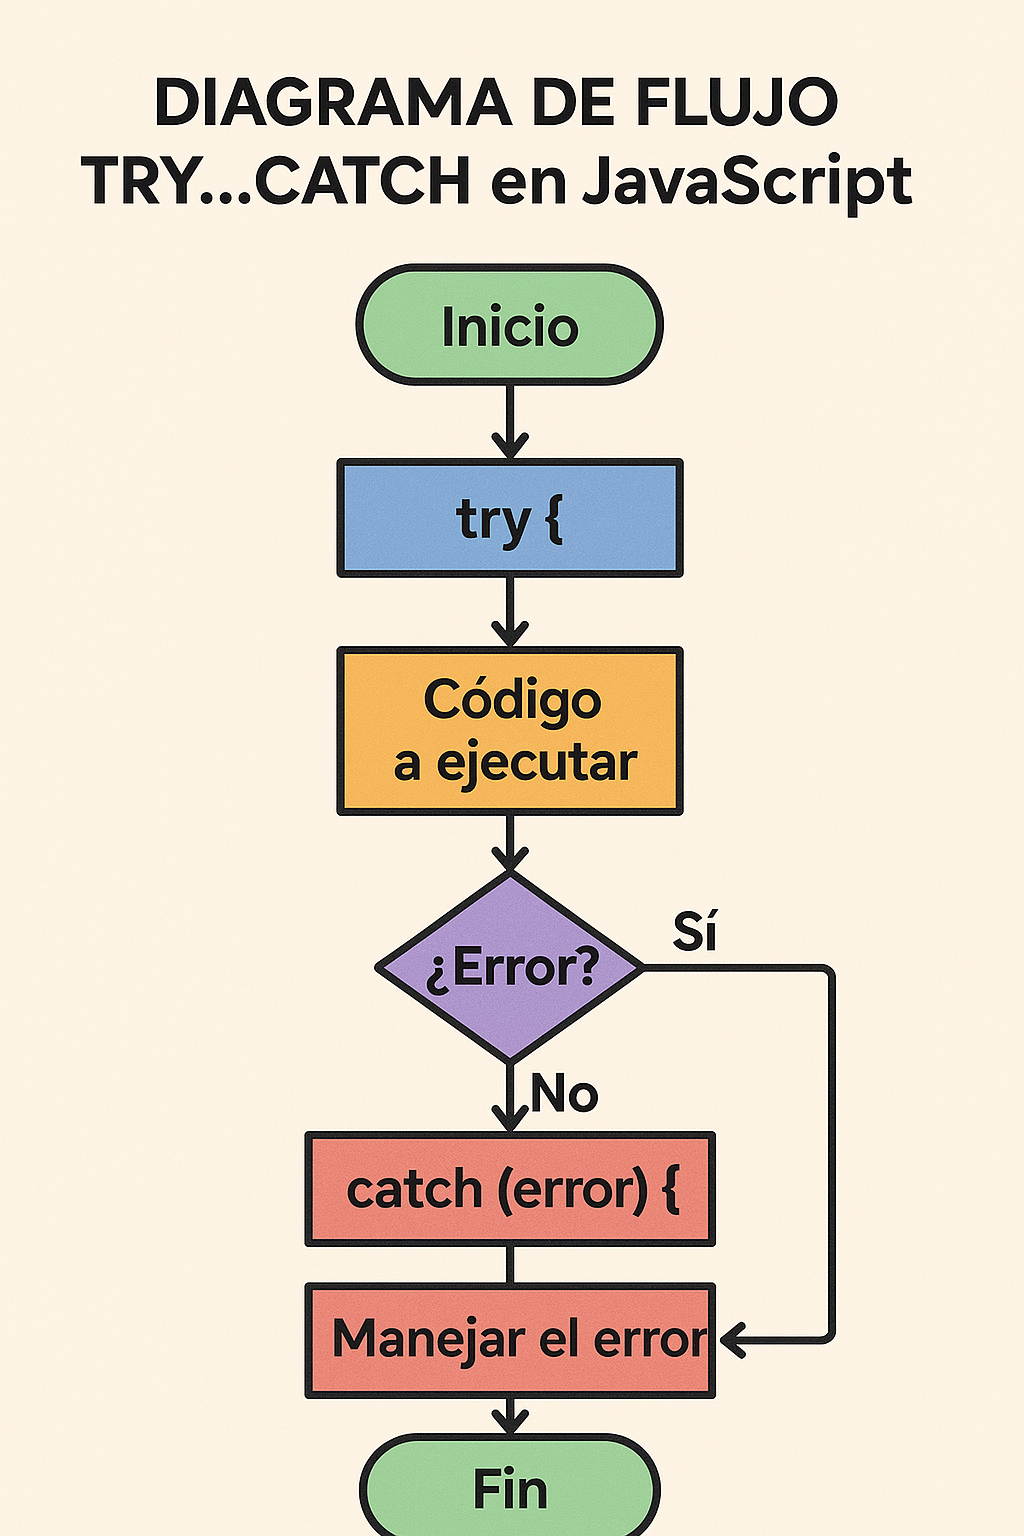 DIAGRAMA DE FLUJO
TRY...CATCH en JavaScript
Inicio
try {
Código
a ejecutar
¿Error?
Sí
No
catch (error) {
Manejar el error
Fin